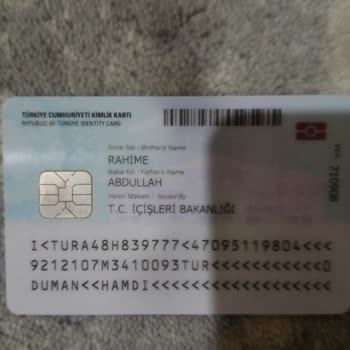 TÜRKİYE CUMHURİYETİ KİMLİK KARTI
REPUBLIC OF TURKEY IDENTITY CARD
Anne Adı / Mother's Name
RAHİME
Baba Adı / Father's Name
ABDULLAH
Veren Makam / Issued By
T.C. İÇİŞLERİ BAKANLIĞI
I<TURA48H839777<47095119804<<<
9212107M3410093TUR<<<<<<<<<<<0
DUMAN<<HAMDI<<<<<<<<<<<<<<<<<<